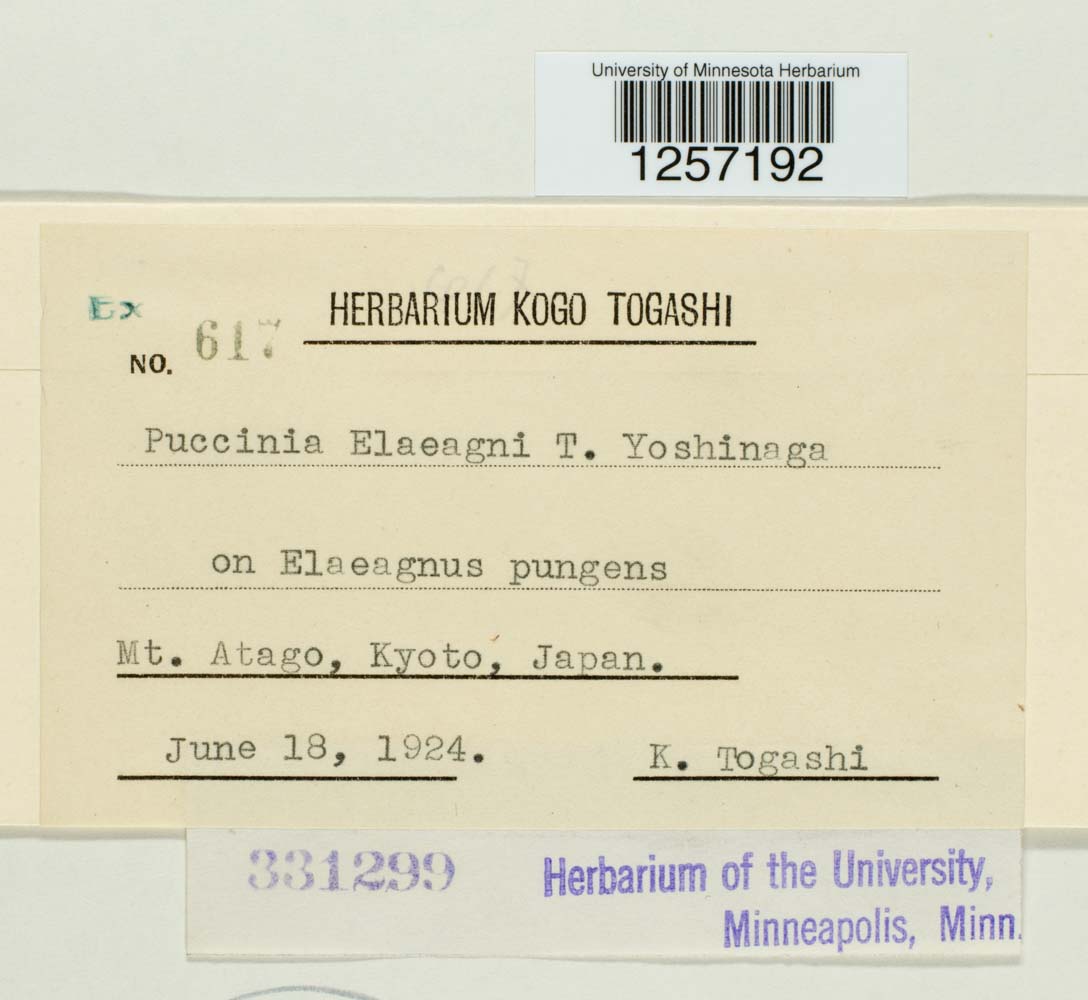 University of Minnesota Herbarium
1257192
Ex
HERBARIUM KOGO TOGASHI
NO. 617
Puccinia Elaeagni T. Yoshinaga
on Elaeagnus pungens
Mt. Atago, Kyoto, Japan.
June 18, 1924. K. Togashi
331299
Herbarium of the University,
Minneapolis, Minn.